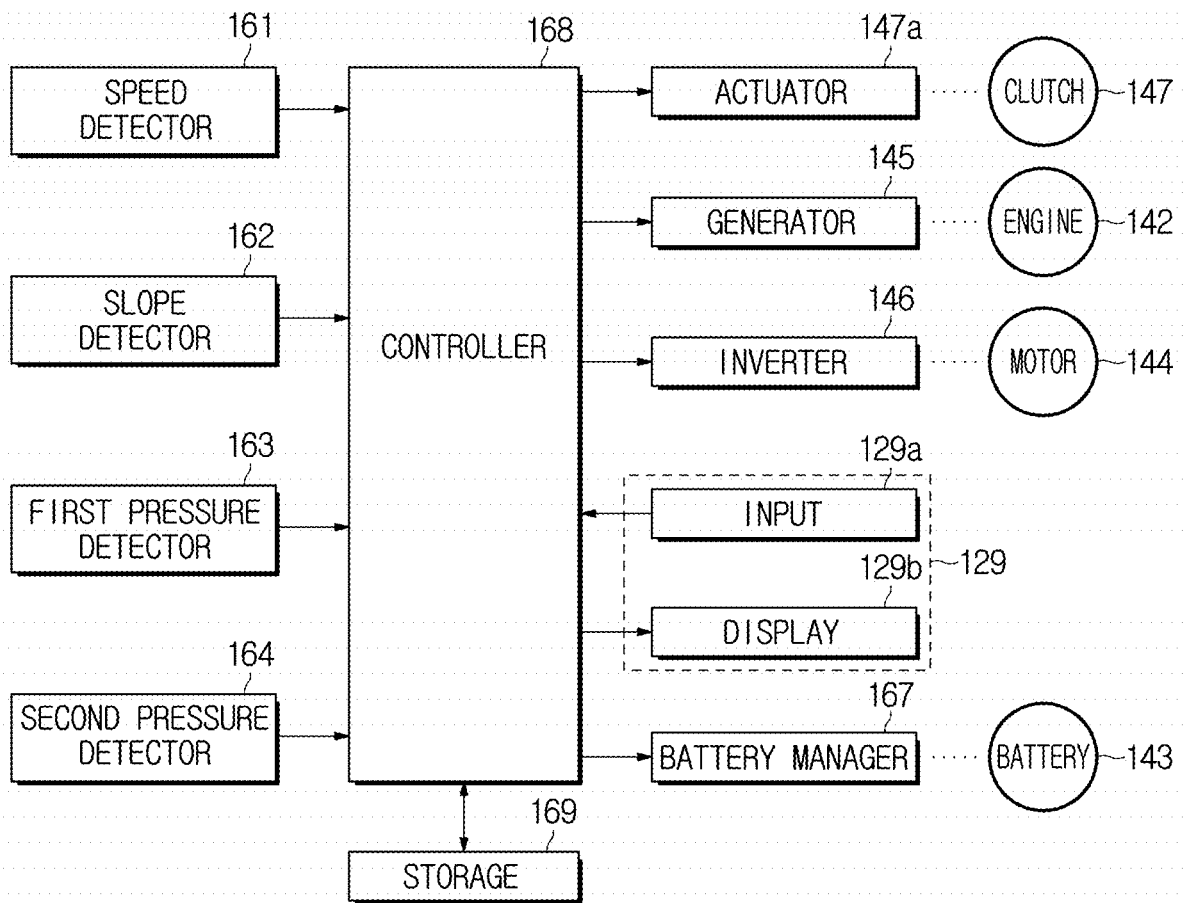 161
SPEED
DETECTOR
162
SLOPE
DETECTOR
163
FIRST PRESSURE
DETECTOR
164
SECOND PRESSURE
DETECTOR
168
CONTROLLER
169
STORAGE
147a
ACTUATOR
CLUTCH
147
145
GENERATOR
ENGINE
142
146
INVERTER
MOTOR
144
129a
INPUT
129b
DISPLAY
129
167
BATTERY MANAGER
BATTERY
143